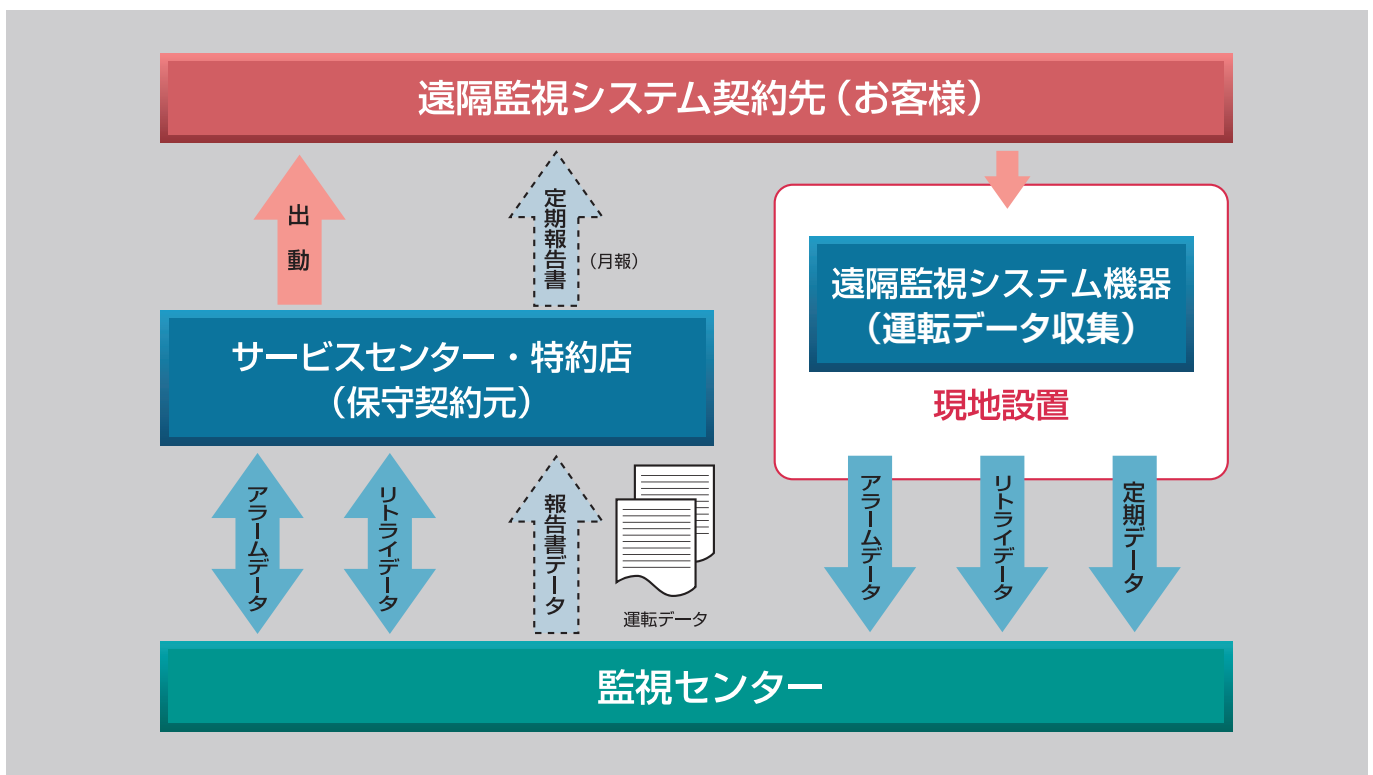 遠隔監視システム契約先（お客様）
出動
定期報告書
（月報）
遠隔監視システム機器
（運転データ収集）
現地設置
サービスセンター・特約店
（保守契約元）
アラームデータ
リトライデータ
報告書データ
運転データ
アラームデータ
リトライデータ
定期データ
監視センター